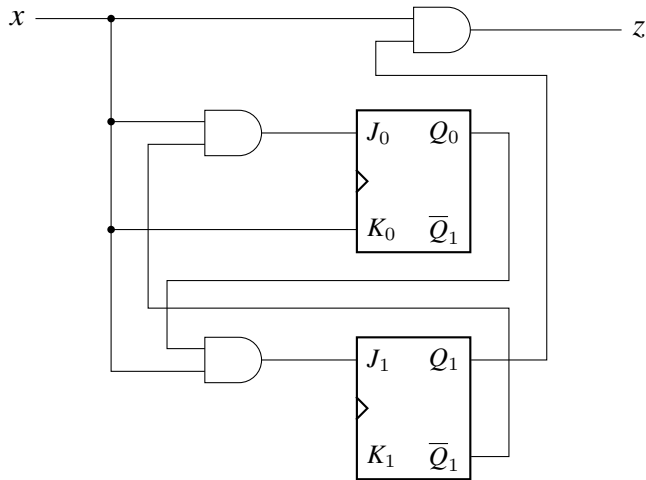 x
z
J₀ Q₀
K₀ Q̅₁
J₁ Q₁
K₁ Q̅₁